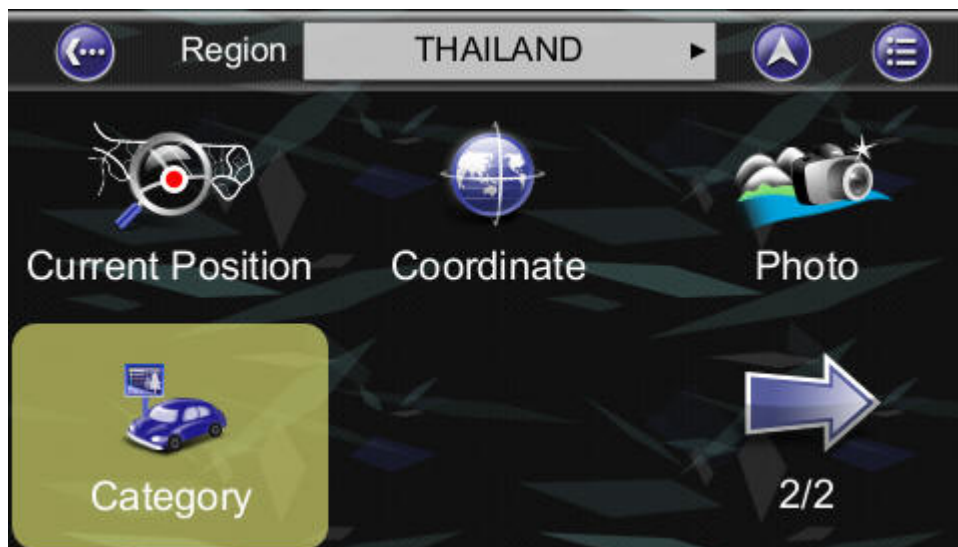 Region THAILAND
Current Position Coordinate Photo
Category 2/2